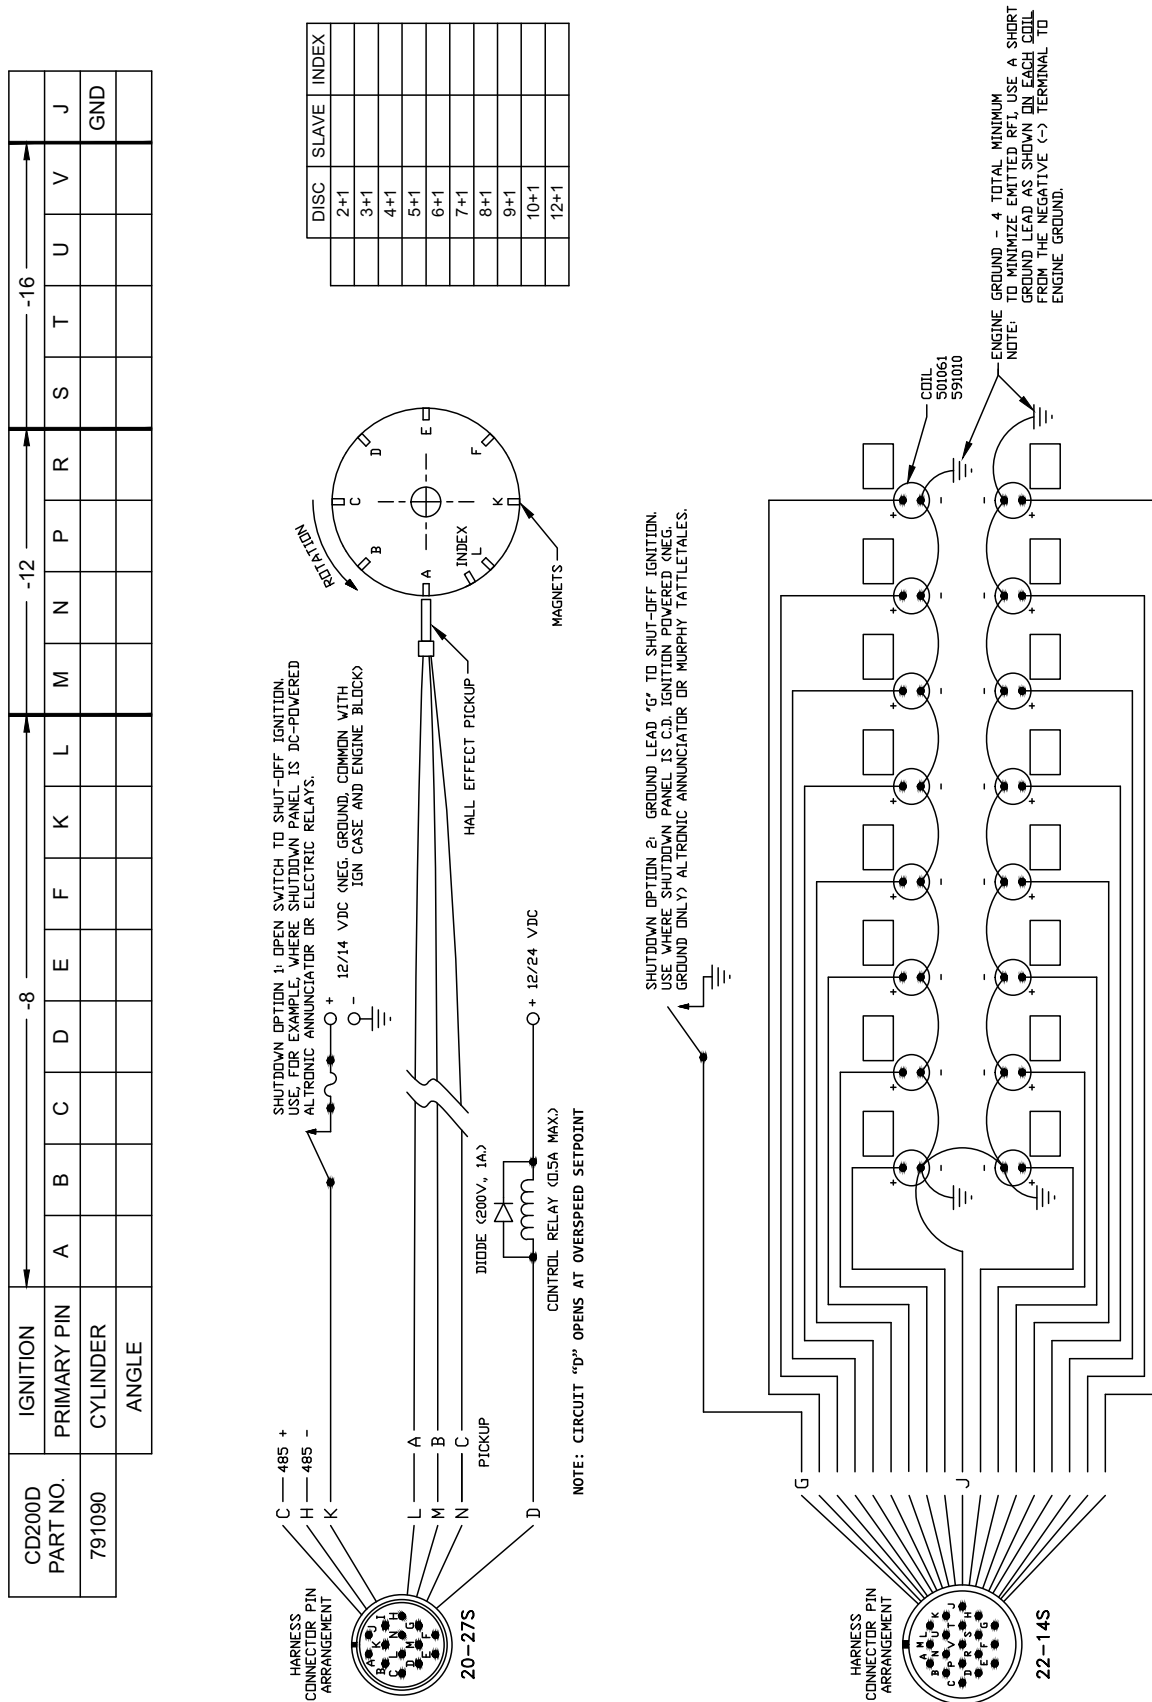 CD200D
PART NO.
IGNITION
-8
-12
-16
PRIMARY PIN
A B C D E F K L M N P R S T U V J
791090
CYLINDER
GND
ANGLE
DISC SLAVE INDEX
2+1
3+1
4+1
5+1
6+1
7+1
8+1
9+1
10+1
12+1
HARNESS
CONNECTOR PIN
ARRANGEMENT
A
J
B
K
I
C
L
N
H
D
M
G
E
F
20-27S
C
485 +
H
485 -
K
SHUTDOWN OPTION 1: OPEN SWITCH TO SHUT-OFF IGNITION.
USE, FOR EXAMPLE, WHERE SHUTDOWN PANEL IS DC-POWERED
ALTRONIC ANNUNCIATOR OR ELECTRIC RELAYS.
+
12/14 VDC (NEG. GROUND, COMMON WITH
IGN CASE AND ENGINE BLOCK)
-
L A
M B
N C
PICKUP
HALL EFFECT PICKUP
ROTATION
A
B
C
D
E
F
K
L
INDEX
MAGNETS
DIODE (200V., 1A.)
D
+ 12/24 VDC
CONTROL RELAY (0.5A MAX.)
NOTE: CIRCUIT “D” OPENS AT OVERSPEED SETPOINT
SHUTDOWN OPTION 2: GROUND LEAD "G" TO SHUT-OFF IGNITION.
USE WHERE SHUTDOWN PANEL IS C.D. IGNITION POWERED (NEG.
GROUND ONLY) ALTRONIC ANNUNCIATOR OR MURPHY TATTLETALES.
HARNESS
CONNECTOR PIN
ARRANGEMENT
A M L
B N U K
C P V T J
D R S H
E F G
22-14S
G
J
+ + + + + + + +
- - - - - - - -
- - - - - - - -
+ + + + + + + +
COIL
501061
591010
ENGINE GROUND - 4 TOTAL MINIMUM
NOTE: TO MINIMIZE EMITTED RFI, USE A SHORT
GROUND LEAD AS SHOWN ON EACH COIL
FROM THE NEGATIVE (-) TERMINAL TO
ENGINE GROUND.